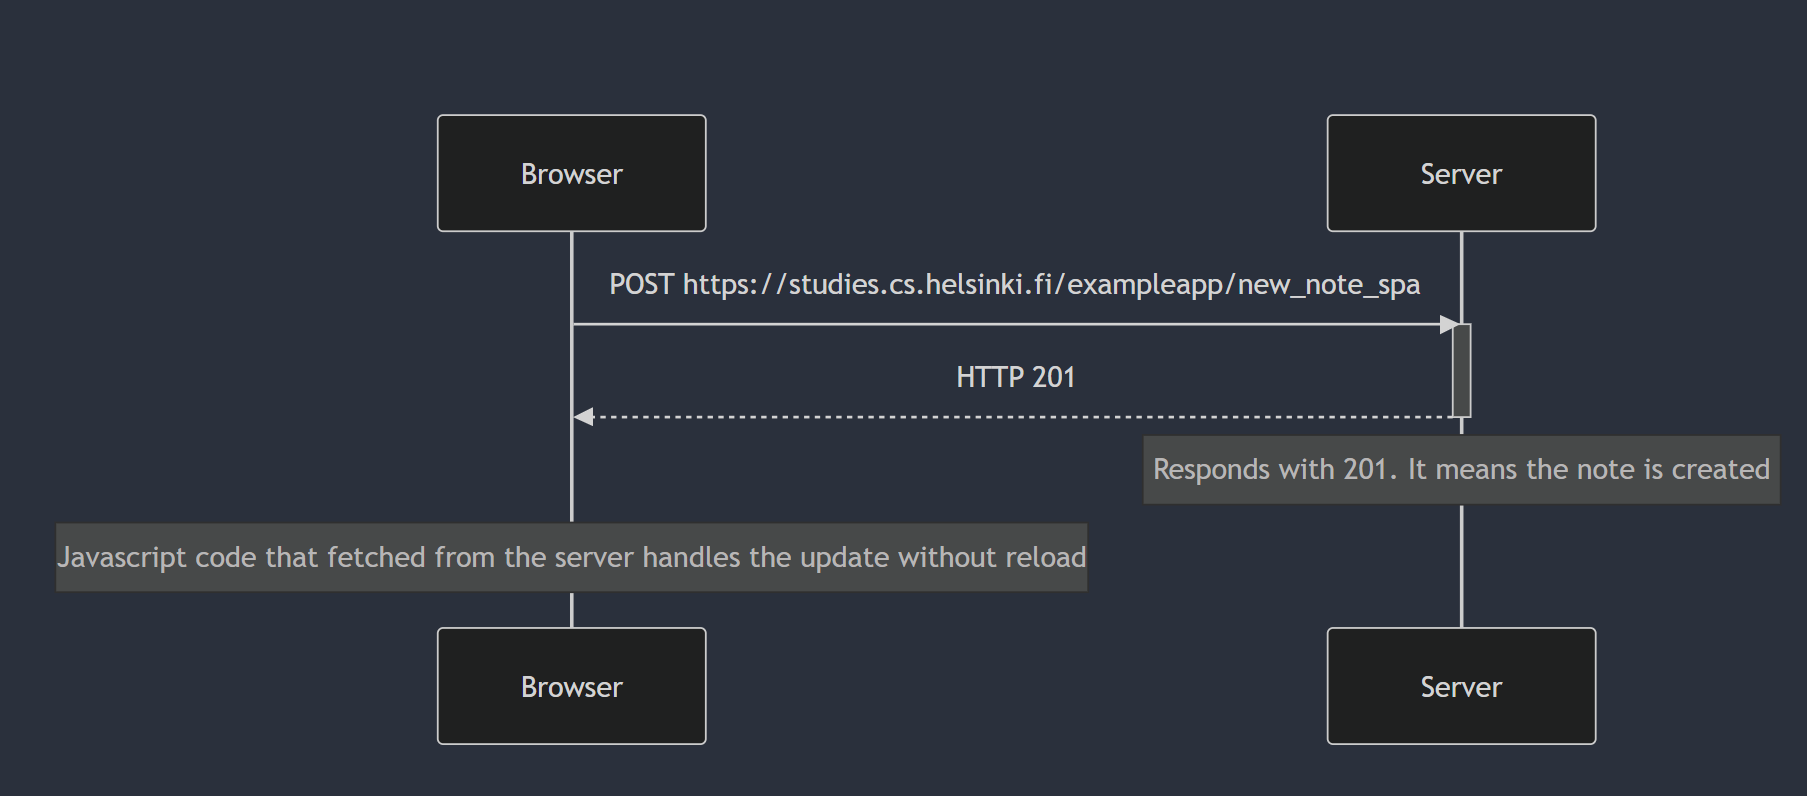 Browser
Server
POST https://studies.cs.helsinki.fi/exampleapp/new_note_spa
HTTP 201
Responds with 201. It means the note is created
Javascript code that fetched from the server handles the update without reload
Browser
Server